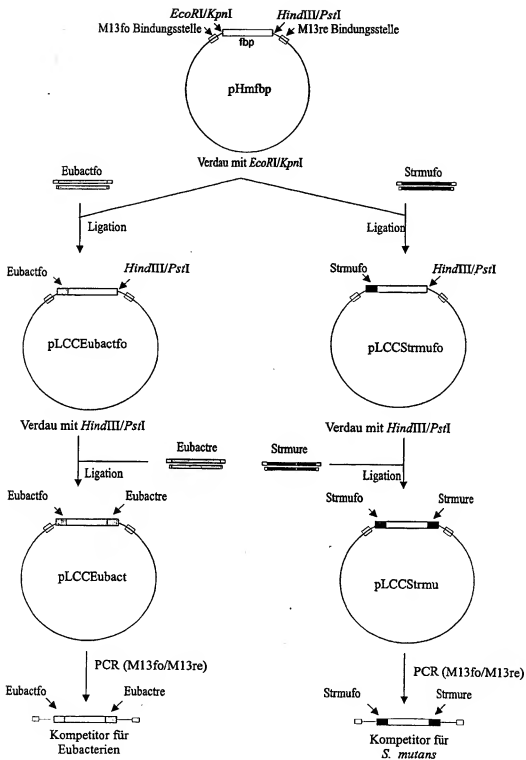 EcoRI/KpnI
HindIII/PstI
M13fo Bindungsstelle
M13re Bindungsstelle
fbp
pHmfbp
Verdau mit EcoRI/KpnI
Eubactfo
Strmufo
Ligation
Ligation
Eubactfo
HindIII/PstI
Strmufo
HindIII/PstI
pLCCEubactfo
pLCCStrmufo
Verdau mit HindIII/PstI
Verdau mit HindIII/PstI
Eubactre
Strmure
Ligation
Ligation
Eubactfo
Eubactre
Strmufo
Strmure
pLCCEubact
pLCCStrmu
PCR (M13fo/M13re)
PCR (M13fo/M13re)
Eubactfo
Eubactre
Strmufo
Strmure
Kompetitor für
Eubacterien
Kompetitor für
S. mutans